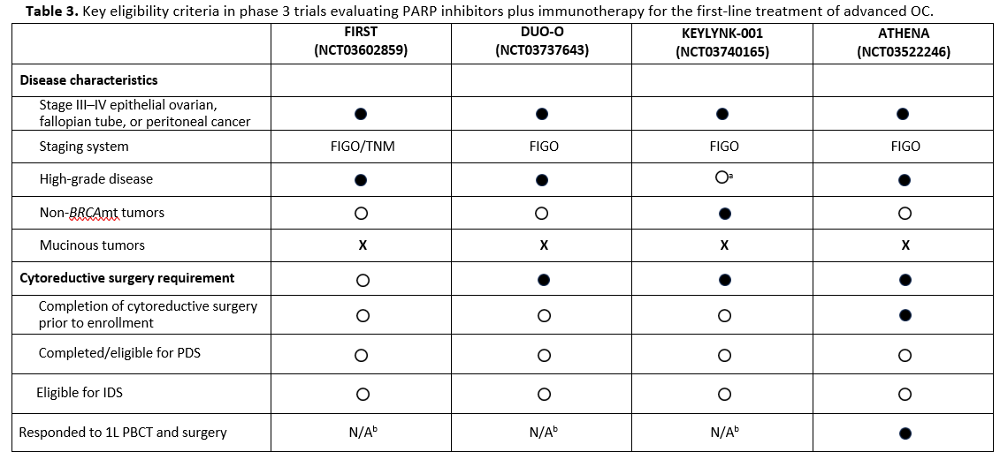 Table 3. Key eligibility criteria in phase 3 trials evaluating PARP inhibitors plus immunotherapy for the first-line treatment of advanced OC.
FIRST (NCT03602859) DUO-O (NCT03737643) KEYLYNK-001 (NCT03740165) ATHENA (NCT03522246)
Disease characteristics
Stage III–IV epithelial ovarian, fallopian tube, or peritoneal cancer ● ● ● ●
Staging system FIGO/TNM FIGO FIGO FIGO
High-grade disease ● ● ○ᵃ ●
Non-BRCAmt tumors ○ ○ ● ○
Mucinous tumors X X X X
Cytoreductive surgery requirement ○ ● ● ●
Completion of cytoreductive surgery prior to enrollment ○ ○ ○ ●
Completed/eligible for PDS ○ ○ ○ ○
Eligible for IDS ○ ○ ○ ○
Responded to 1L PBCT and surgery N/Aᵇ N/Aᵇ N/Aᵇ ●